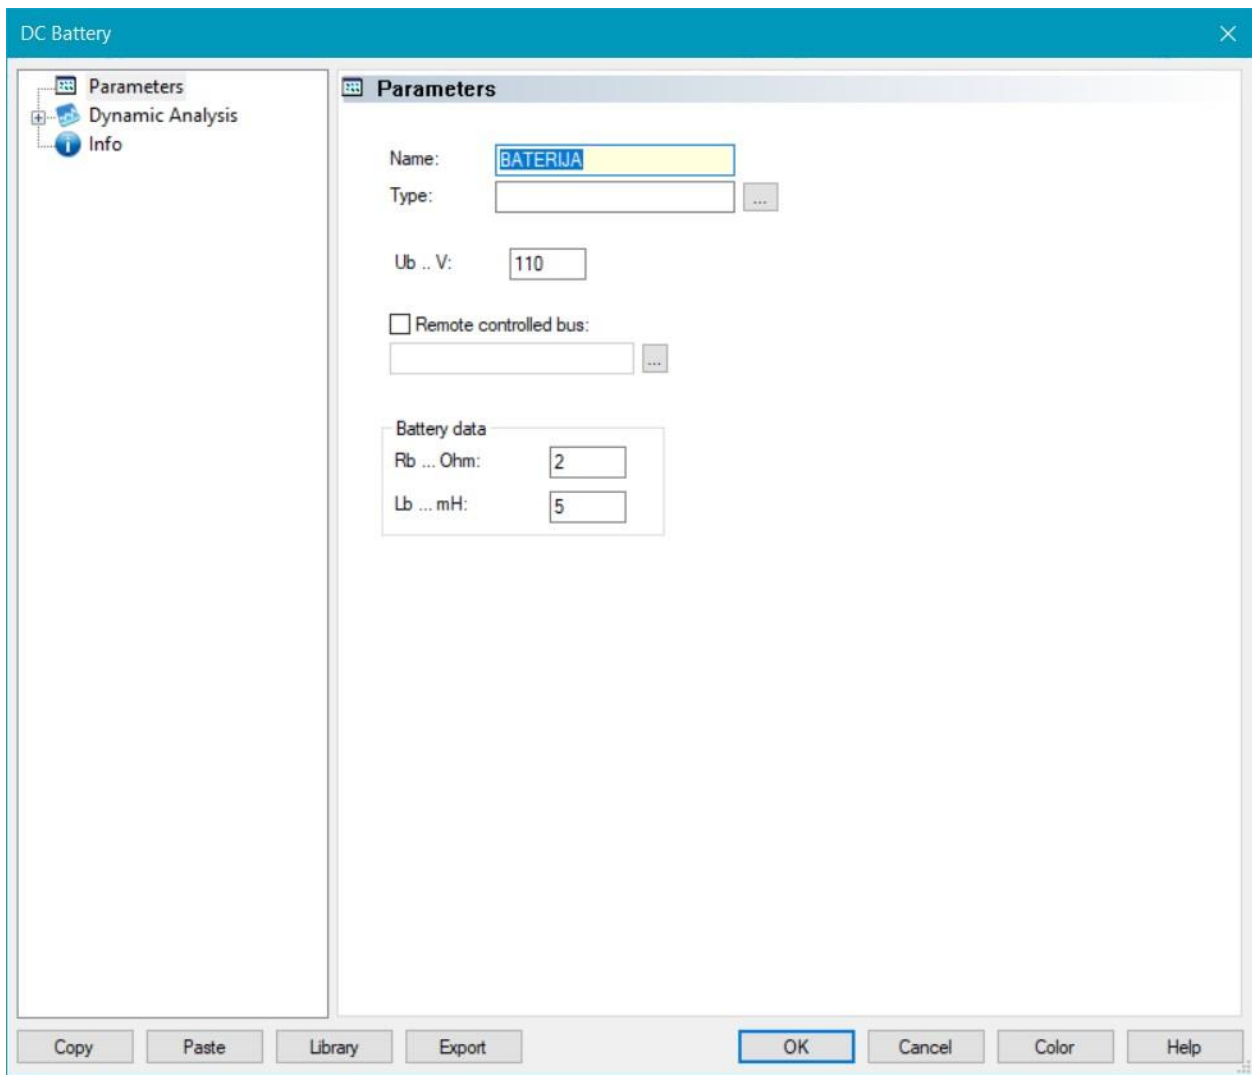 DC Battery
Parameters
Dynamic Analysis
Info
Parameters
Name: BATERIJA
Type: ...
Ub .. V: 110
Remote controlled bus:
...
Battery data
Rb ... Ohm: 2
Lb ... mH: 5
Copy Paste Library Export OK Cancel Color Help